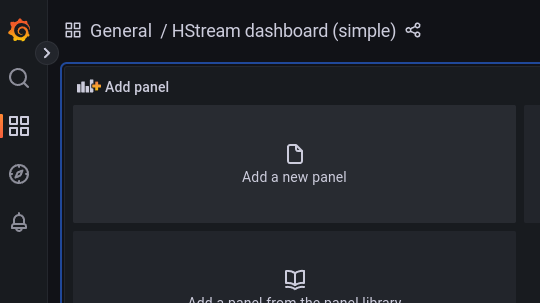 General / HStream dashboard (simple)
Add panel
Add a new panel
Add a panel from the panel library